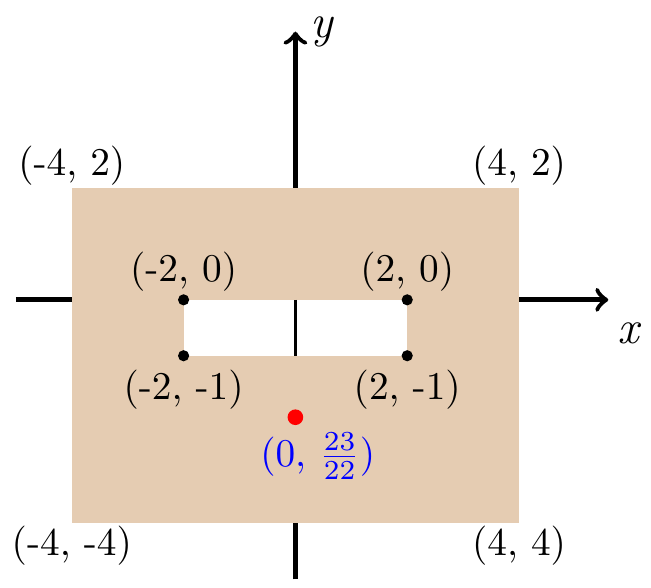 y
(-4, 2) (4, 2)
(-2, 0) (2, 0)
x
(-2, -1) (2, -1)
(0, 23/22)
(-4, -4) (4, 4)